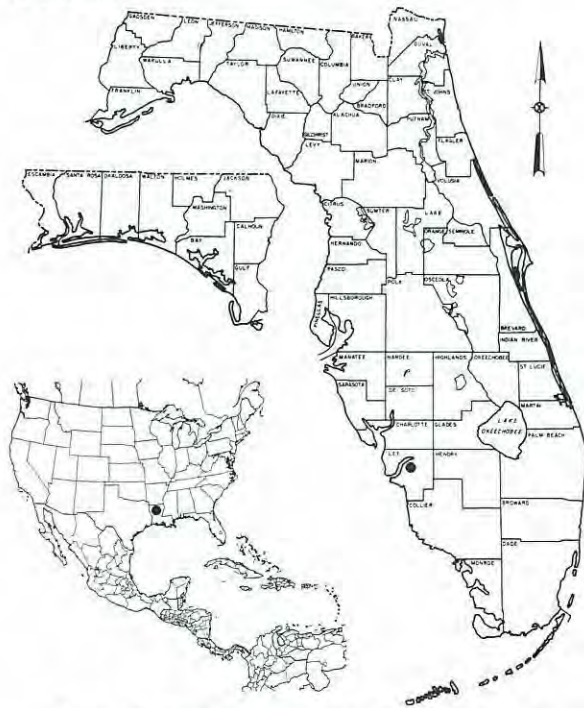 NASSAU
GADSDEN
LEON
JEFFERSON
MADISON
HAMILTON
BAKER
DUVAL
LIBERTY
WAKULLA
TAYLOR
SUWANNEE
COLUMBIA
UNION
CLAY
ST JOHNS
FRANKLIN
LAFAYETTE
BRADFORD
DIXIE
GILCHRIST
ALACHUA
PUTNAM
FLAGLER
LEVY
MARION
VOLUSIA
ESCAMBIA
SANTA ROSA
OKALOOSA
WALTON
HOLMES
JACKSON
WASHINGTON
BAY
CALHOUN
GULF
CITRUS
SUMTER
LAKE
HERNANDO
ORANGE
SEMINOLE
PASCO
POLK
OSCEOLA
PINELLAS
HILLSBOROUGH
BREVARD
INDIAN RIVER
MANATEE
HARDEE
HIGHLANDS
OKEECHOBEE
ST LUCIE
SARASOTA
DE SOTO
MARTIN
CHARLOTTE
GLADES
LAKE
OKEECHOBEE
PALM BEACH
LEE
HENDRY
COLLIER
BROWARD
DADE
MONROE